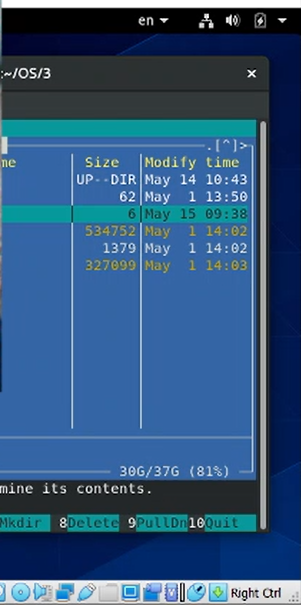 en
:~/OS/3
.[^]>
me Size Modify time
UP--DIR May 14 10:43
62 May 1 13:50
6 May 15 09:38
534752 May 1 14:02
1379 May 1 14:02
327099 May 1 14:03
30G/37G (81%)
mine its contents.
Mkdir 8Delete 9PullDn10Quit
Right Ctrl